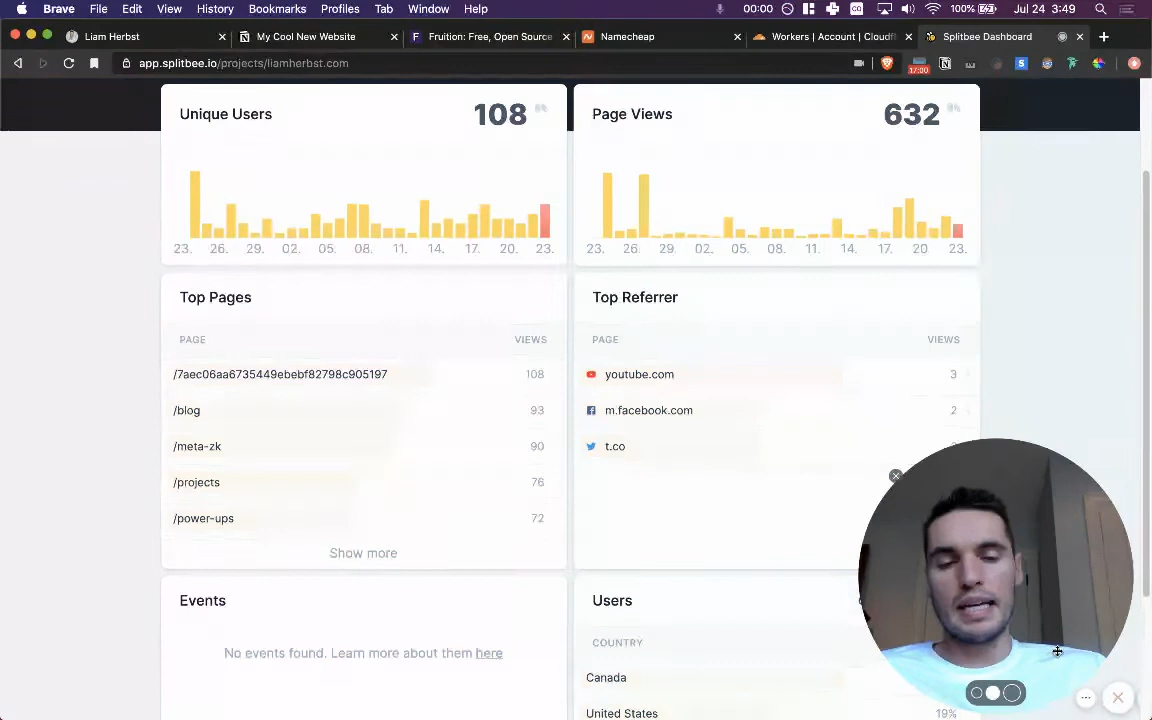 Brave File Edit View History Bookmarks Profiles Tab Window Help 00:00 100% Jul 24 3:49
Liam Herbst My Cool New Website Fruition: Free, Open Source Namecheap Workers | Account | Cloudfl Splitbee Dashboard
app.splitbee.io/projects/liamherbst.com 17:00
Unique Users 108 Page Views 632
23. 26. 29. 02. 05. 08. 11. 14. 17. 20. 23. 23. 26. 29. 02. 05. 08. 11. 14. 17. 20 23.
Top Pages Top Referrer
PAGE VIEWS PAGE VIEWS
/7aec06aa6735449ebebf82798c905197 108 youtube.com 3
/blog 93 m.facebook.com 2
/meta-zk 90 t.co
/projects 76
/power-ups 72
Show more
Events Users
COUNTRY
No events found. Learn more about them here
Canada
United States 19%